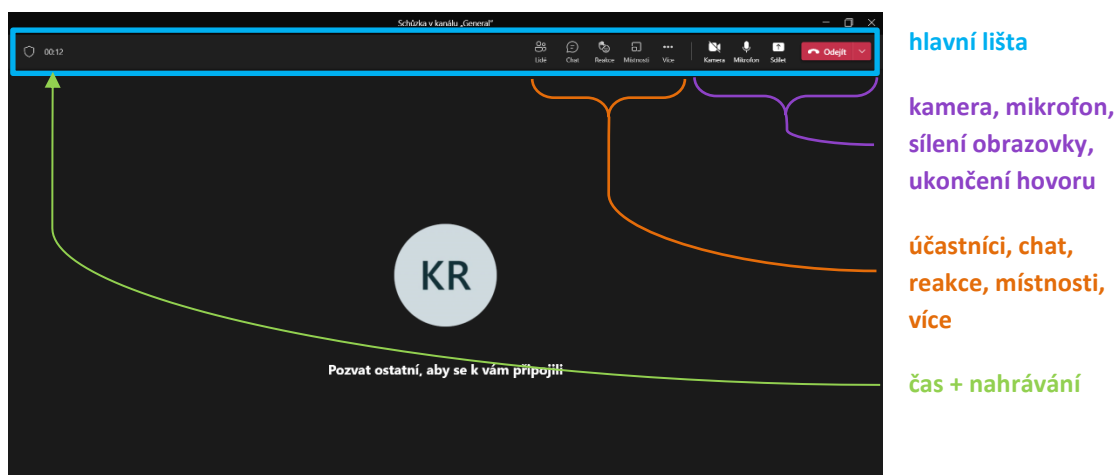 Schůzka v kanálu „General"
00:12
Lidé Chat Reakce Místnosti Více Kamera Mikrofon Sdílet Odejít
hlavní lišta
kamera, mikrofon,
sílení obrazovky,
ukončení hovoru
účastníci, chat,
reakce, místnosti,
více
KR
Pozvat ostatní, aby se k vám připojili
čas + nahrávání